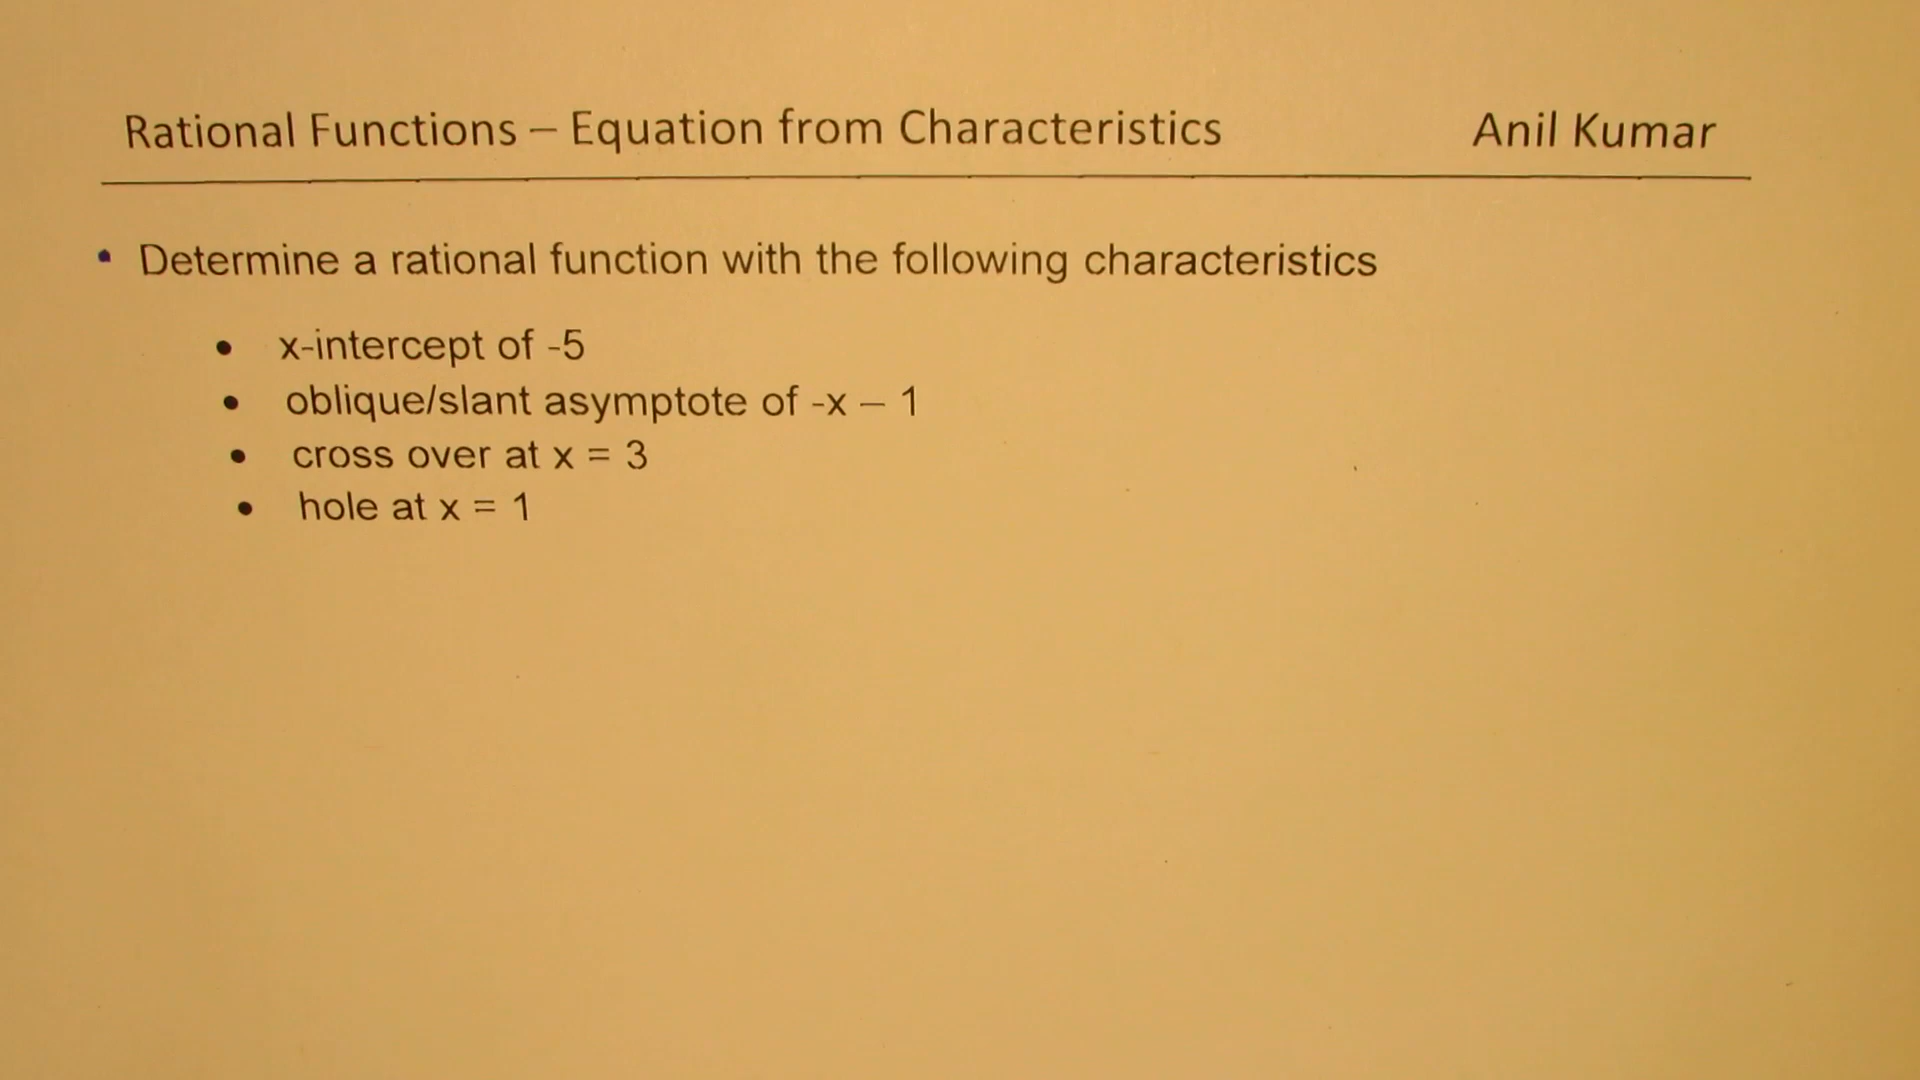 Rational Functions – Equation from Characteristics Anil Kumar
• Determine a rational function with the following characteristics
• x-intercept of -5
• oblique/slant asymptote of -x – 1
• cross over at x = 3
• hole at x = 1